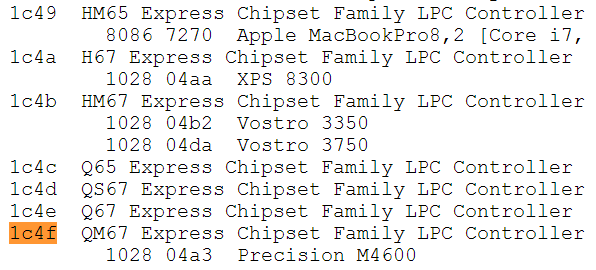 1c49 HM65 Express Chipset Family LPC Controller
8086 7270 Apple MacBookPro8,2 [Core i7,
1c4a H67 Express Chipset Family LPC Controller
1028 04aa XPS 8300
1c4b HM67 Express Chipset Family LPC Controller
1028 04b2 Vostro 3350
1028 04da Vostro 3750
1c4c Q65 Express Chipset Family LPC Controller
1c4d QS67 Express Chipset Family LPC Controller
1c4e Q67 Express Chipset Family LPC Controller
1c4f QM67 Express Chipset Family LPC Controller
1028 04a3 Precision M4600